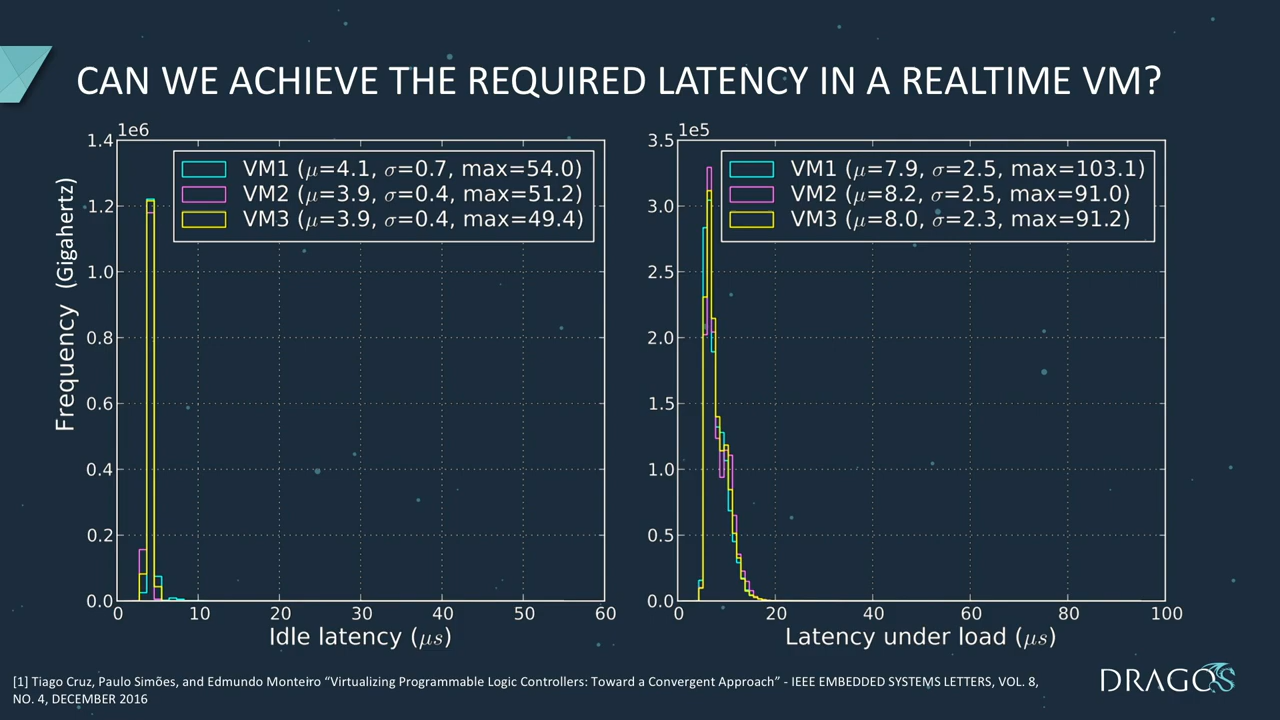 CAN WE ACHIEVE THE REQUIRED LATENCY IN A REALTIME VM?
1e6
1.4
1.2
1.0
0.8
0.6
0.4
0.2
0.0
Frequency (Gigahertz)
VM1 (μ=4.1, σ=0.7, max=54.0)
VM2 (μ=3.9, σ=0.4, max=51.2)
VM3 (μ=3.9, σ=0.4, max=49.4)
0 10 20 30 40 50 60
Idle latency (μs)
1e5
3.5
3.0
2.5
2.0
1.5
1.0
0.5
0.0
VM1 (μ=7.9, σ=2.5, max=103.1)
VM2 (μ=8.2, σ=2.5, max=91.0)
VM3 (μ=8.0, σ=2.3, max=91.2)
0 20 40 60 80 100
Latency under load (μs)
[1] Tiago Cruz, Paulo Simões, and Edmundo Monteiro “Virtualizing Programmable Logic Controllers: Toward a Convergent Approach” - IEEE EMBEDDED SYSTEMS LETTERS, VOL. 8,
NO. 4, DECEMBER 2016
DRAGOS